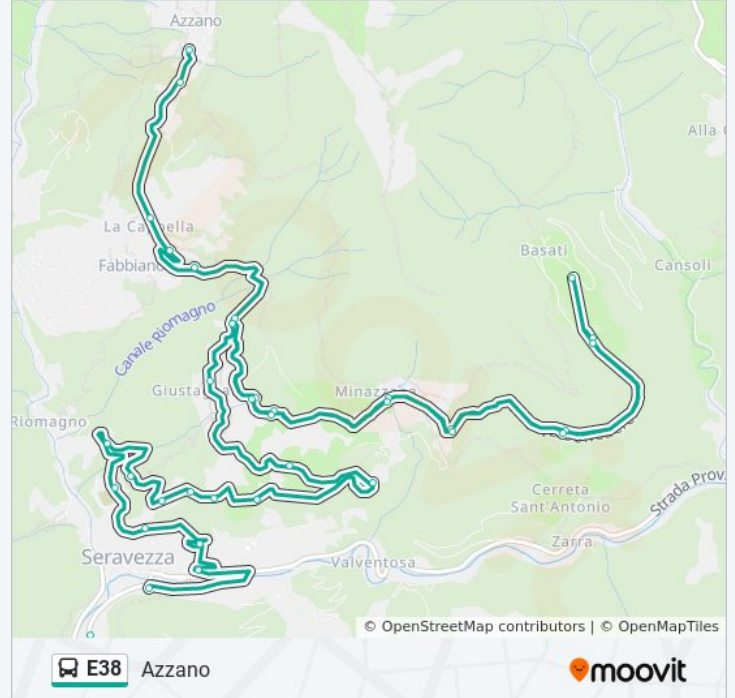 Azzano
Alla
La Cappella
Basati
Fabbiano
Cansoli
Canale Riomagno
Minazzana
Riomagno
Cerreta
Sant'Antonio
Strada Prov.
Zarra
Seravezza
Valventosa
© OpenStreetMap contributors | © OpenMapTiles
E38 Azzano
moovit